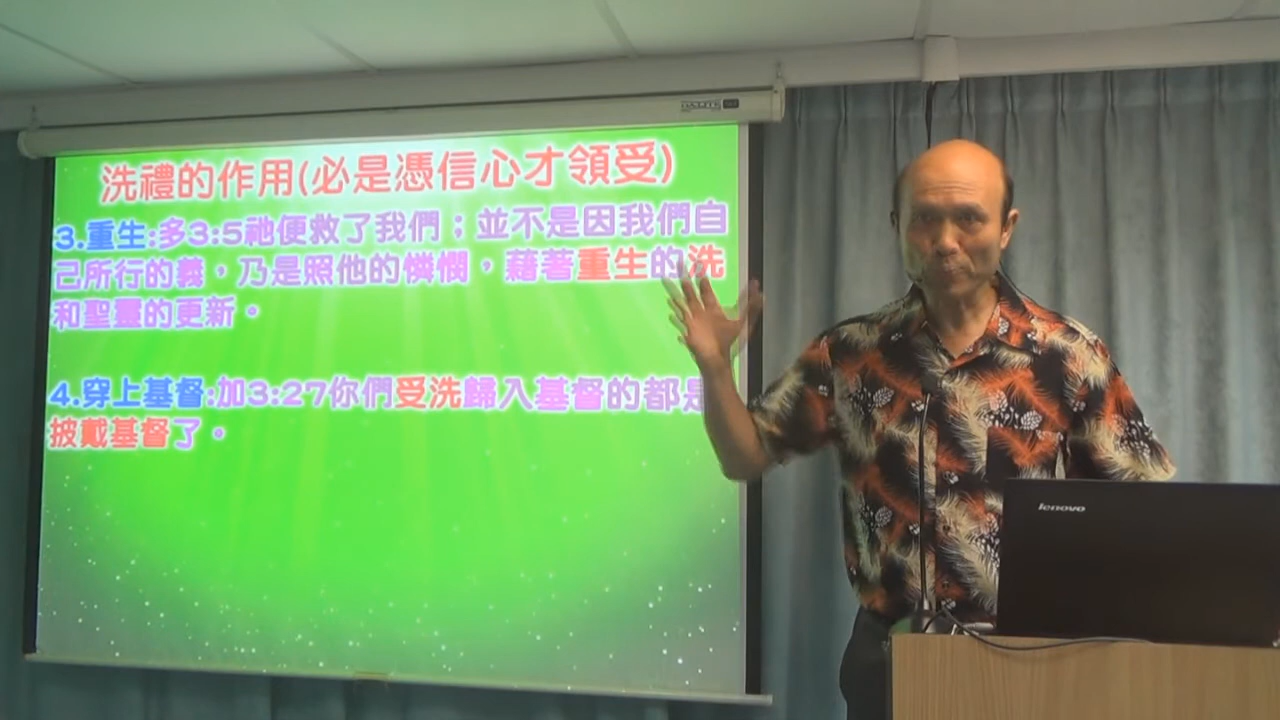 洗禮的作用(必是憑信心才領受)
3.重生:多3:5祂便救了我們；並不是因我們自
己所行的義，乃是照他的憐憫，藉著重生的洗
和聖靈的更新。
4.穿上基督:加3:27你們受洗歸入基督的都是
披戴基督了。
lenovo